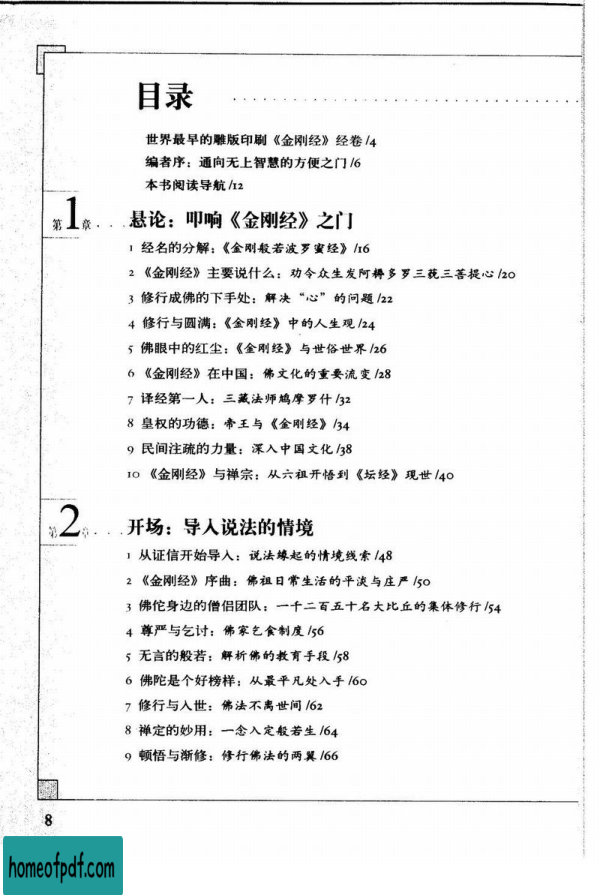 目录
世界最早的雕版印刷《金刚经》经卷/4
编者序：通向无上智慧的方便之门/6
本书阅读导航/12
第1章 悬论：叩响《金刚经》之门
1 经名的分解：《金刚般若波罗蜜经》/16
2 《金刚经》主要说什么：劝令众生发阿耨多罗三藐三菩提心/20
3 修行成佛的下手处：解决“心”的问题/22
4 修行与圆满：《金刚经》中的人生观/24
5 佛眼中的红尘：《金刚经》与世俗世界/26
6 《金刚经》在中国：佛文化的重要流变/28
7 译经第一人：三藏法师鸠摩罗什/32
8 皇权的功德：帝王与《金刚经》/34
9 民间注疏的力量：深入中国文化/38
10 《金刚经》与禅宗：从六祖开悟到《坛经》现世/40
第2章 开场：导入说法的情境
1 从证信开始导入：说法缘起的情境线索/48
2 《金刚经》序曲：佛祖日常生活的平淡与庄严/50
3 佛陀身边的僧侣团队：一千二百五十名大比丘的集体修行/54
4 尊严与乞讨：佛家乞食制度/56
5 无言的般若：解析佛的教育手段/58
6 佛陀是个好榜样：从最平凡处入手/60
7 修行与人世：佛法不离世间/62
8 禅定的妙用：一念入定般若生/64
9 顿悟与渐修：修行佛法的两翼/66
8
homeofpdf.com